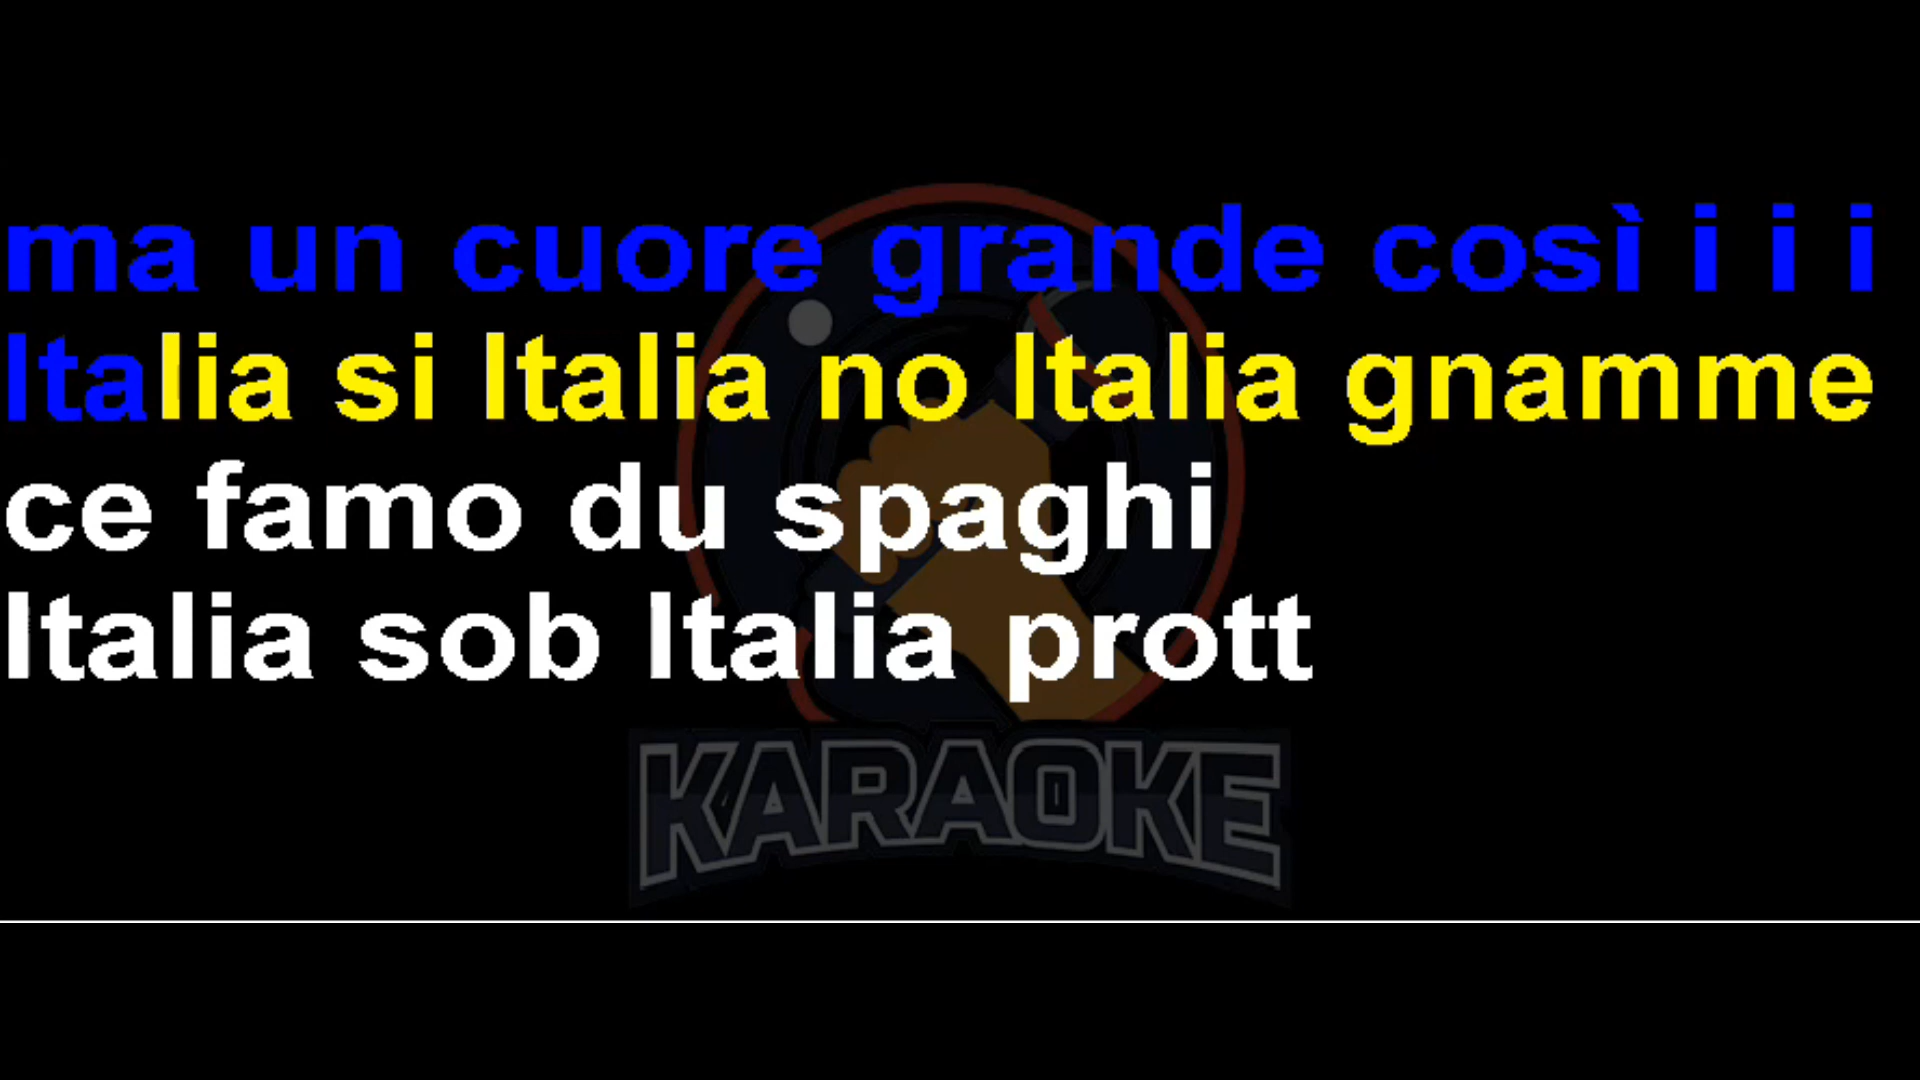 ma un cuore grande così i i i
Italia si Italia no Italia gnamme
ce famo du spaghi
Italia sob Italia prott
KARAOKE